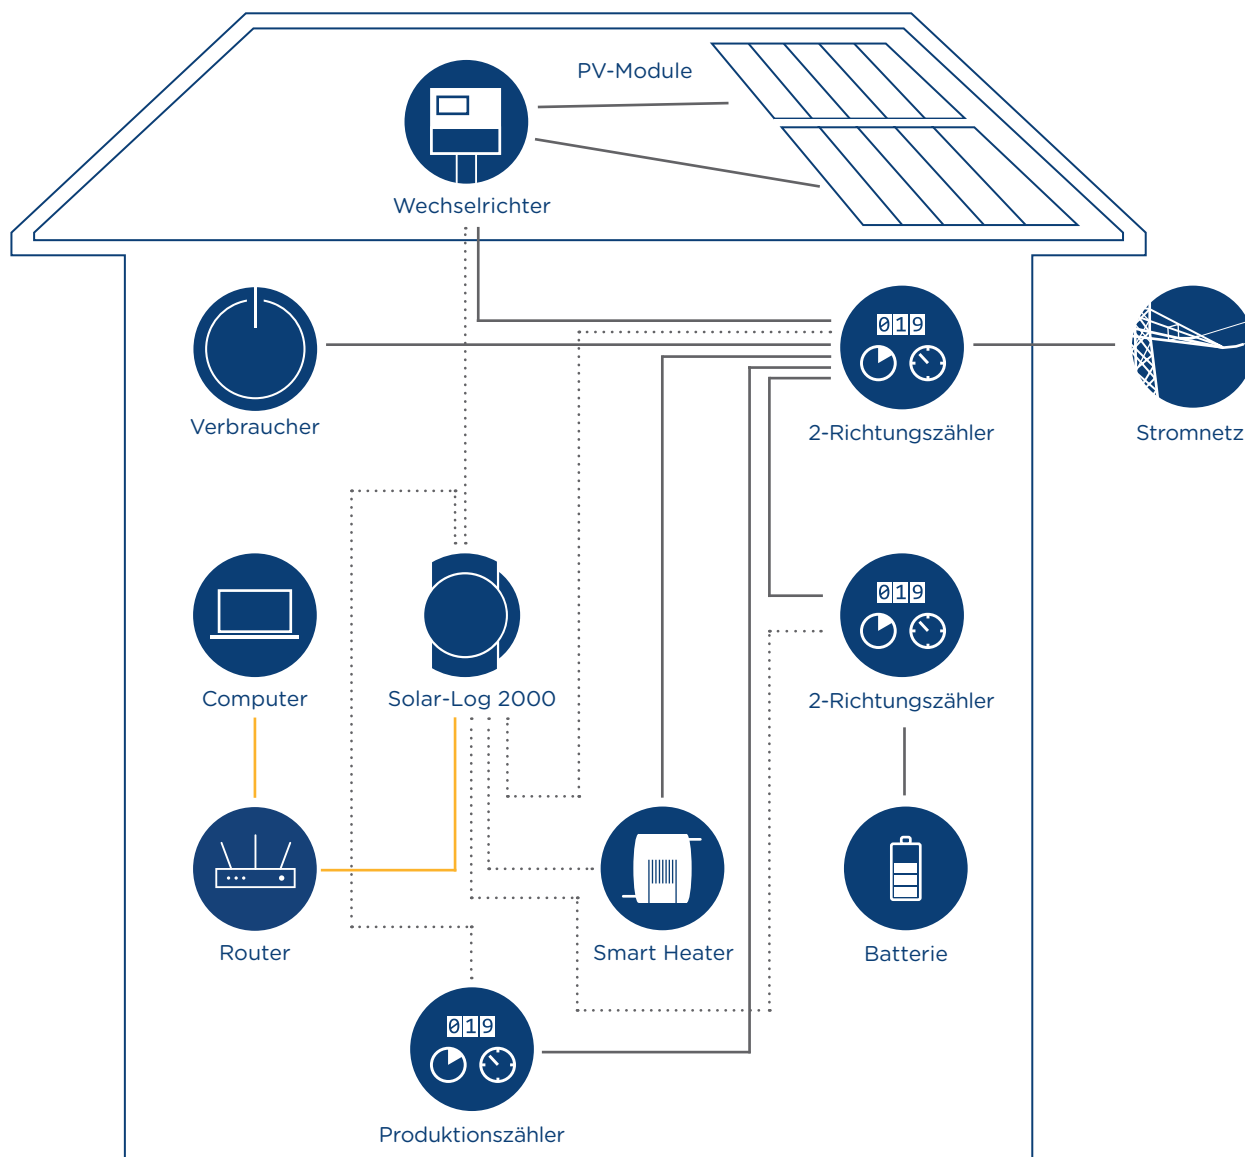 PV-Module
Wechselrichter
019
Verbraucher
2-Richtungszähler
Stromnetz
019
Computer
Solar-Log 2000
2-Richtungszähler
Router
Smart Heater
Batterie
019
Produktionszähler